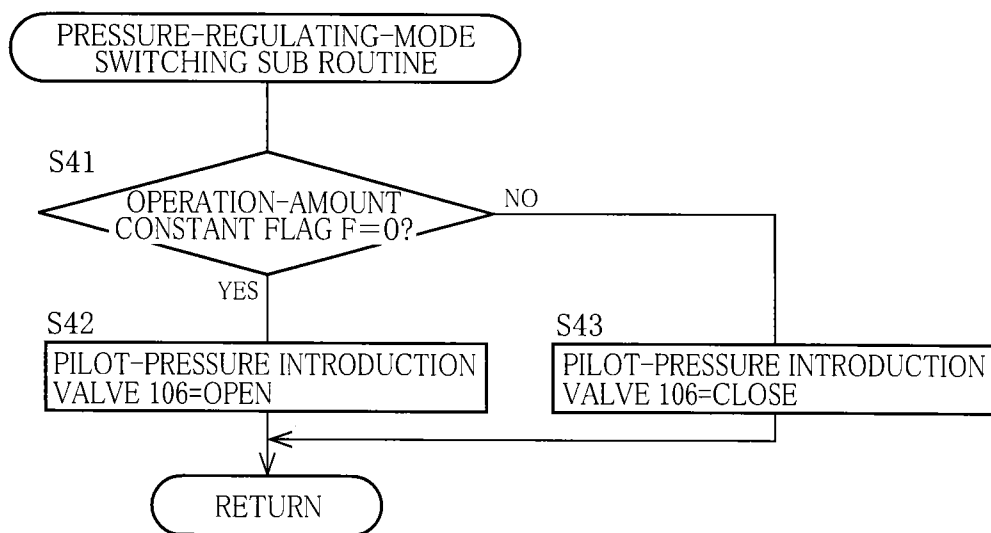 PRESSURE-REGULATING-MODE
SWITCHING SUB ROUTINE
S41
OPERATION-AMOUNT
CONSTANT FLAG F=0?
NO
YES
S42
PILOT-PRESSURE INTRODUCTION
VALVE 106=OPEN
S43
PILOT-PRESSURE INTRODUCTION
VALVE 106=CLOSE
RETURN